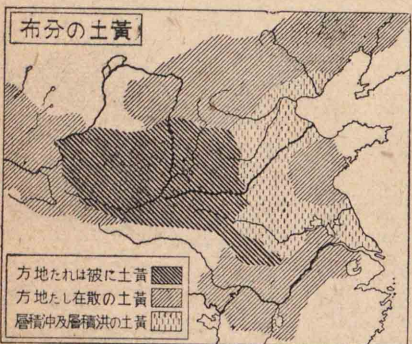 黃土の分布
黃土に被はれた地方
黃土の散在した地方
黃土の洪積層及沖積層